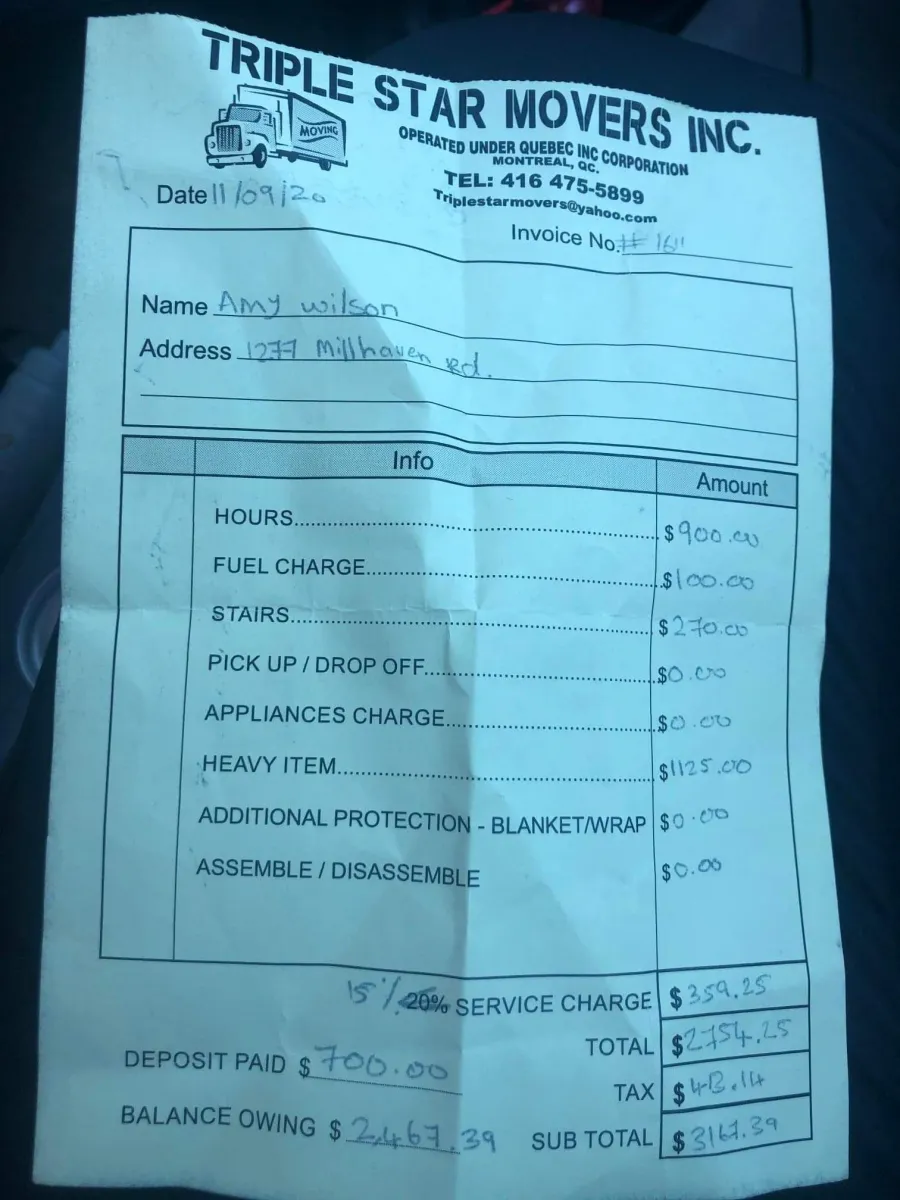 TRIPLE STAR MOVERS INC.
MOVING
OPERATED UNDER QUEBEC INC CORPORATION
MONTREAL, QC.
TEL: 416 475-5899
Triplestarmovers@yahoo.com
Date 11/09/20
Invoice No. # 1611
Name Amy Wilson
Address 1277 Millhaven Rd.
Info Amount
HOURS $900.00
FUEL CHARGE $100.00
STAIRS $270.00
PICK UP / DROP OFF $0.00
APPLIANCES CHARGE $0.00
HEAVY ITEM $1125.00
ADDITIONAL PROTECTION - BLANKET/WRAP $0.00
ASSEMBLE / DISASSEMBLE $0.00
15% 20% SERVICE CHARGE $359.25
TOTAL $2754.25
DEPOSIT PAID $700.00
TAX $413.14
BALANCE OWING $2,467.39
SUB TOTAL $3167.39